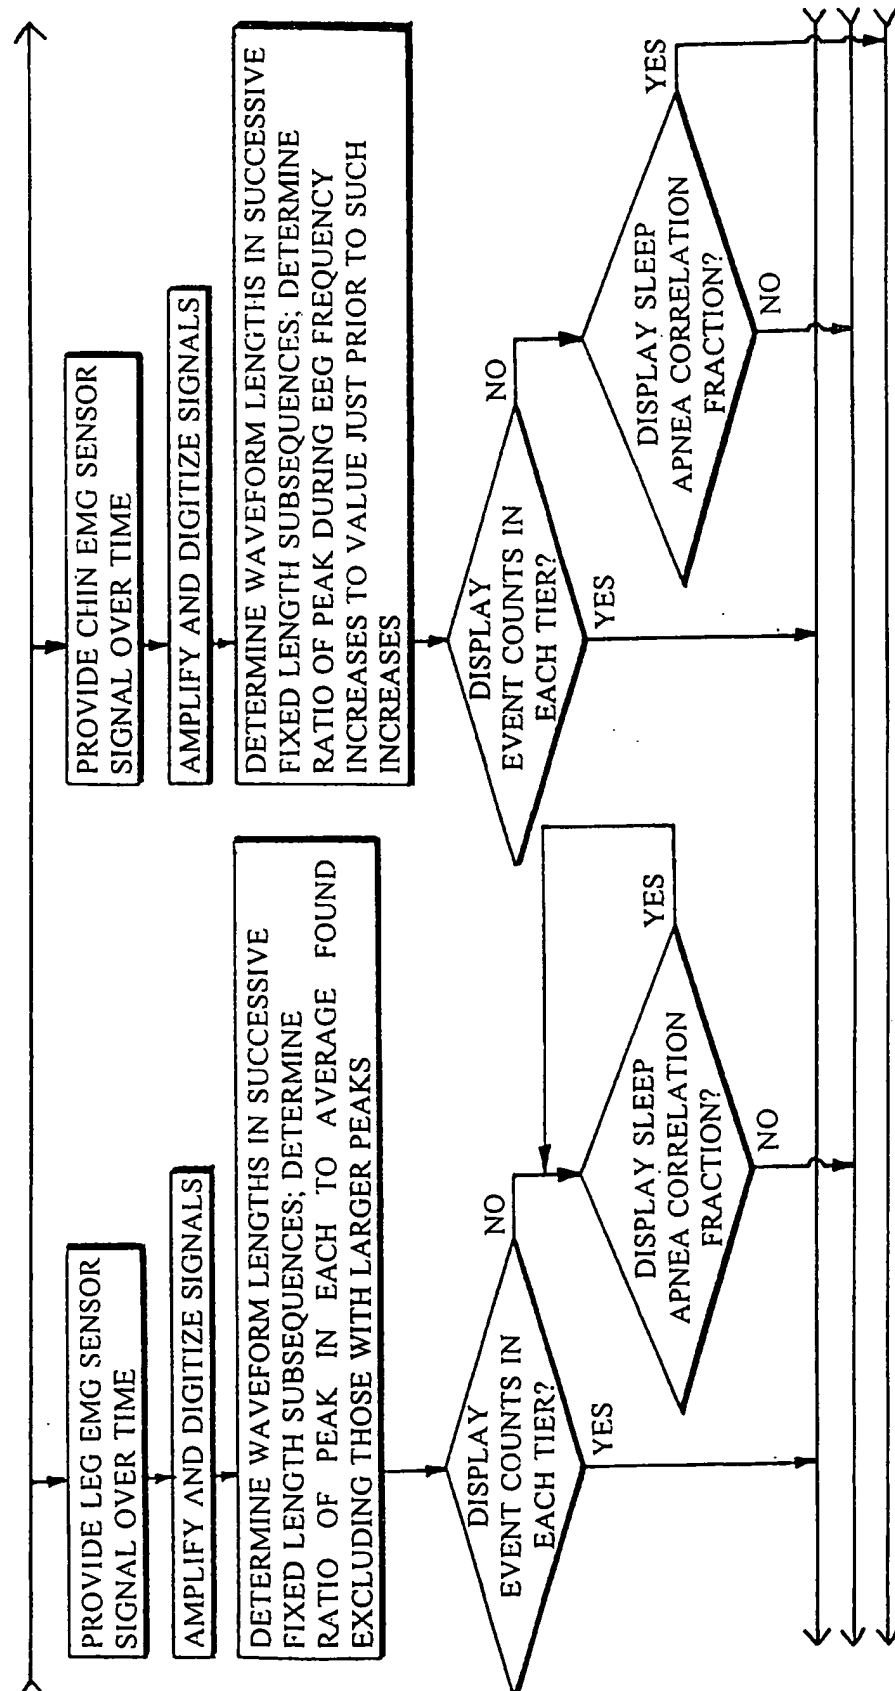 PROVIDE LEG EMG SENSOR
SIGNAL OVER TIME
AMPLIFY AND DIGITIZE SIGNALS
DETERMINE WAVEFORM LENGTHS IN SUCCESSIVE
FIXED LENGTH SUBSEQUENCES; DETERMINE
RATIO OF PEAK IN EACH TO AVERAGE FOUND
EXCLUDING THOSE WITH LARGER PEAKS
DISPLAY
EVENT COUNTS IN
EACH TIER?
NO
YES
DISPLAY SLEEP
APNEA CORRELATION
FRACTION?
YES
NO
PROVIDE CHIN EMG SENSOR
SIGNAL OVER TIME
AMPLIFY AND DIGITIZE SIGNALS
DETERMINE WAVEFORM LENGTHS IN SUCCESSIVE
FIXED LENGTH SUBSEQUENCES; DETERMINE
RATIO OF PEAK DURING EEG FREQUENCY
INCREASES TO VALUE JUST PRIOR TO SUCH
INCREASES
DISPLAY
EVENT COUNTS IN
EACH TIER?
NO
YES
DISPLAY SLEEP
APNEA CORRELATION
FRACTION?
YES
NO